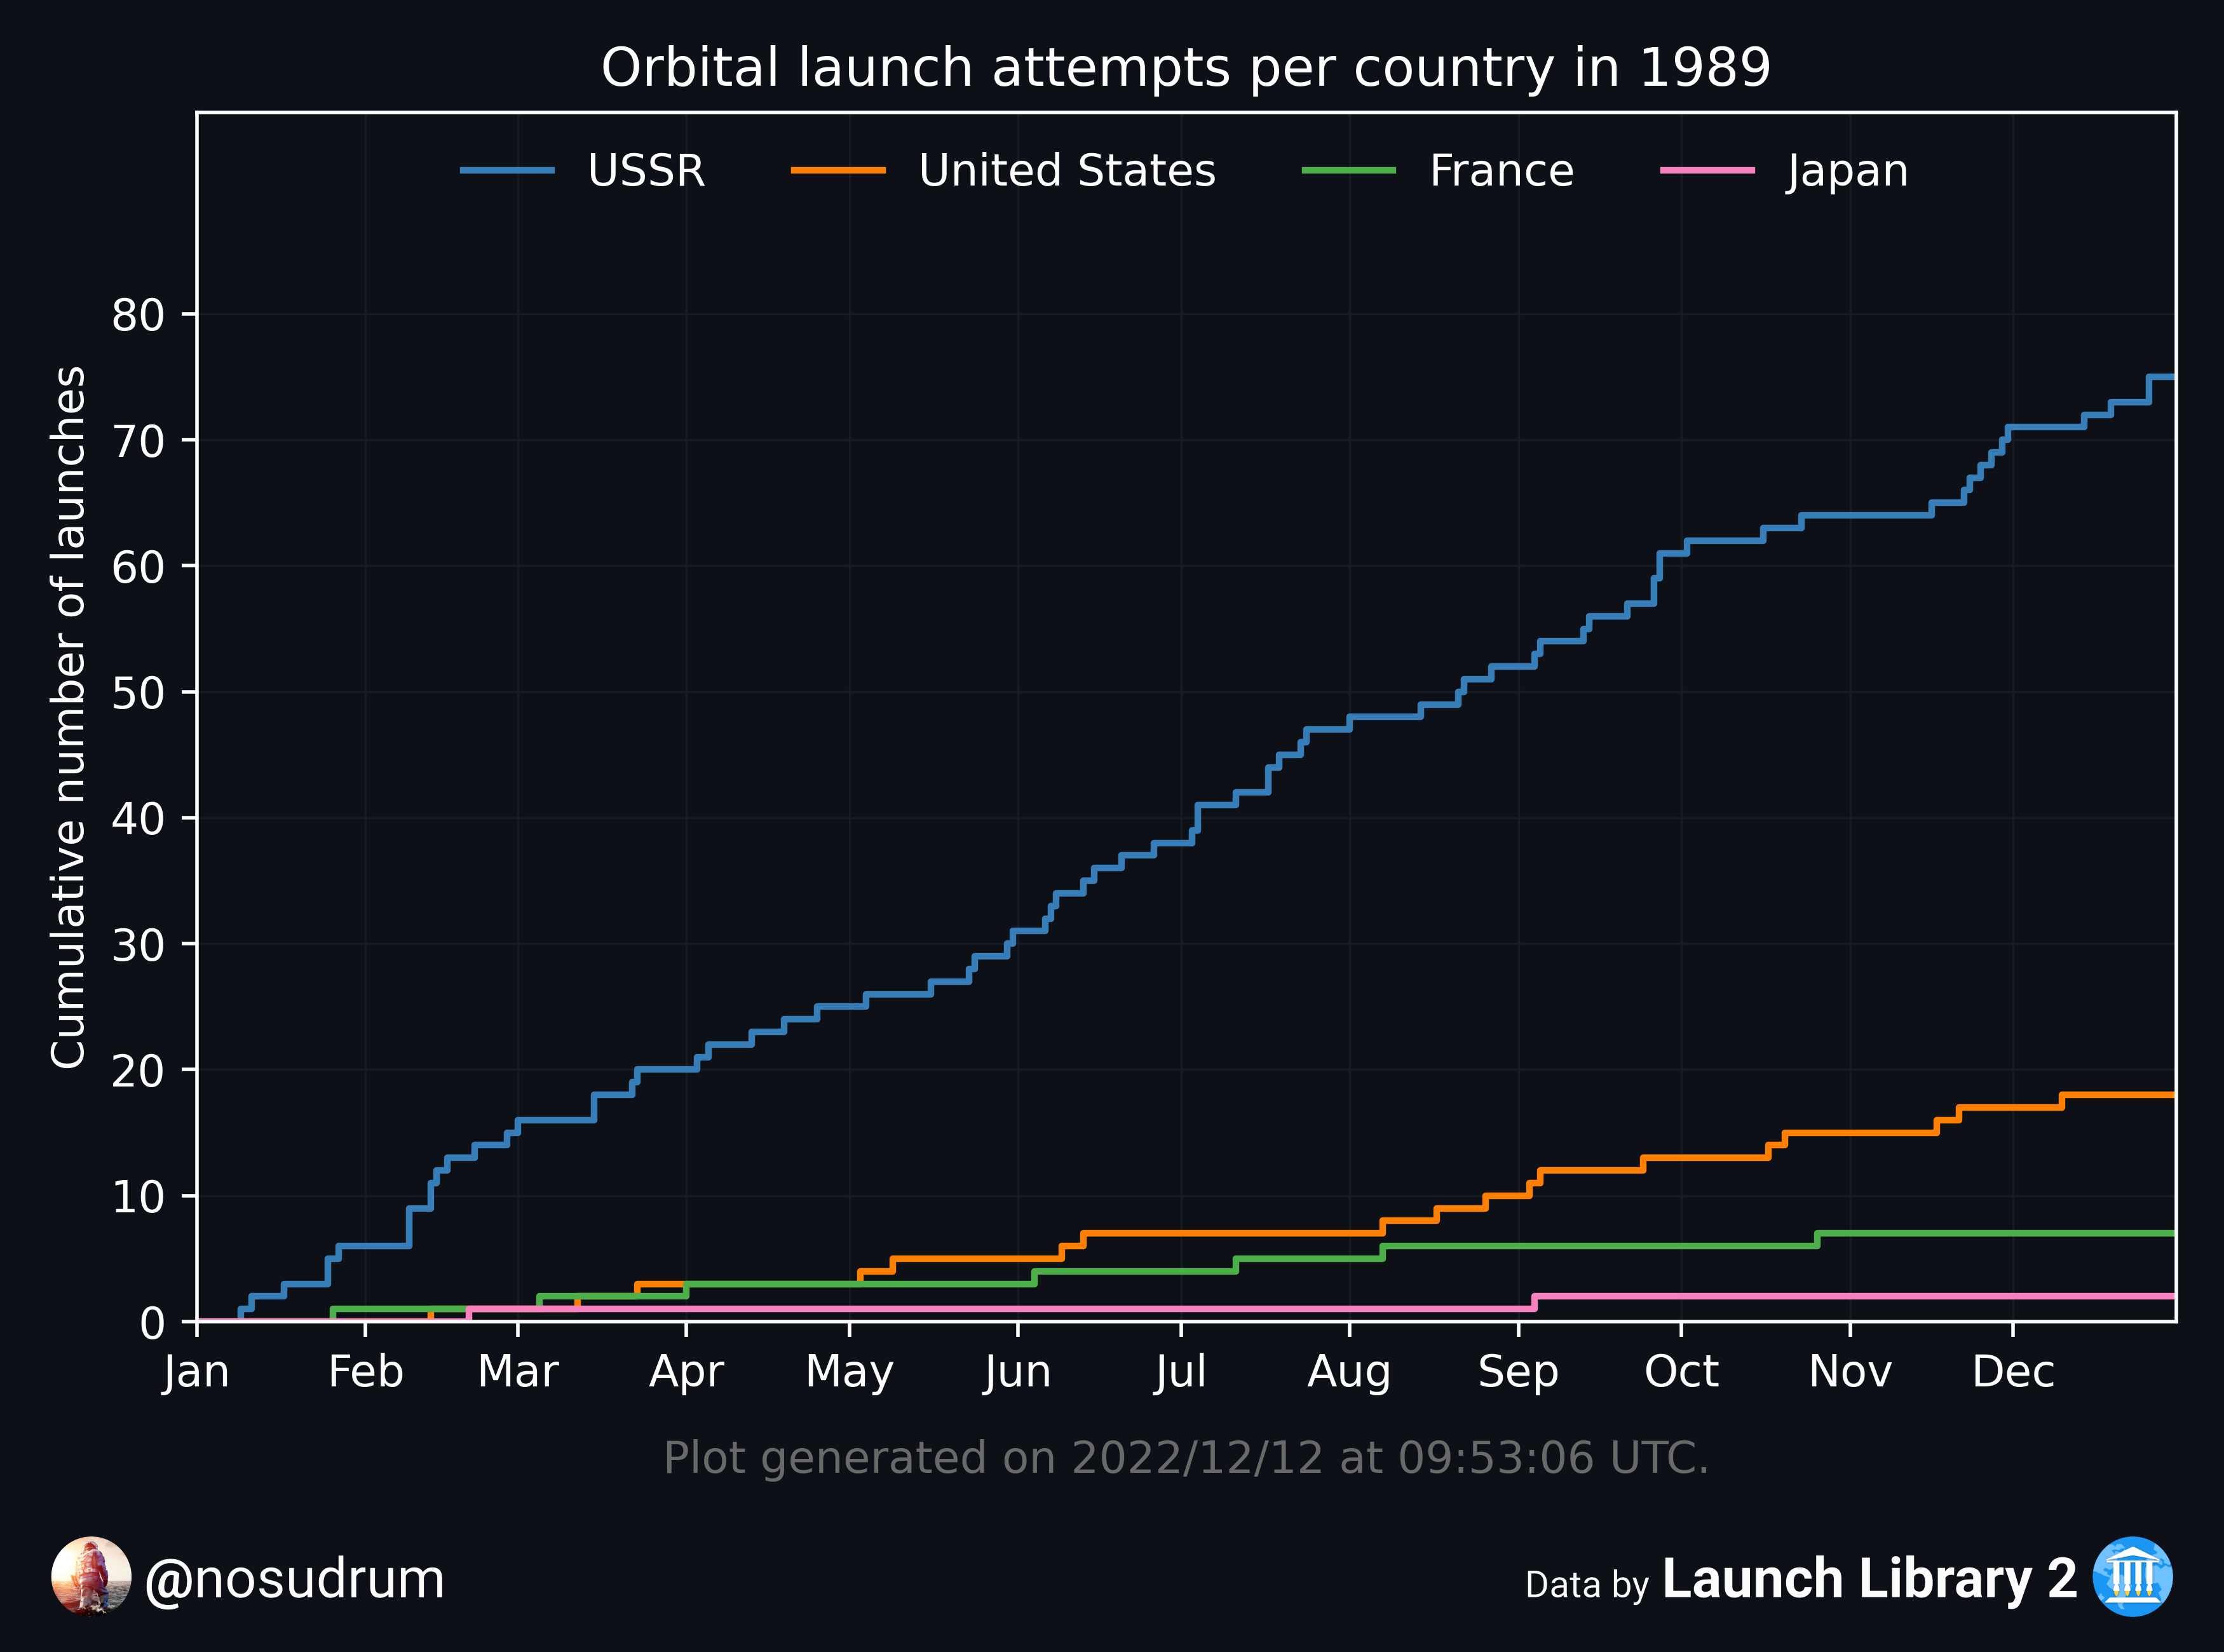 Orbital launch attempts per country in 1989
USSR United States France Japan
Cumulative number of launches
80
70
60
50
40
30
20
10
0
Jan Feb Mar Apr May Jun Jul Aug Sep Oct Nov Dec
Plot generated on 2022/12/12 at 09:53:06 UTC.
@nosudrum
Data by Launch Library 2